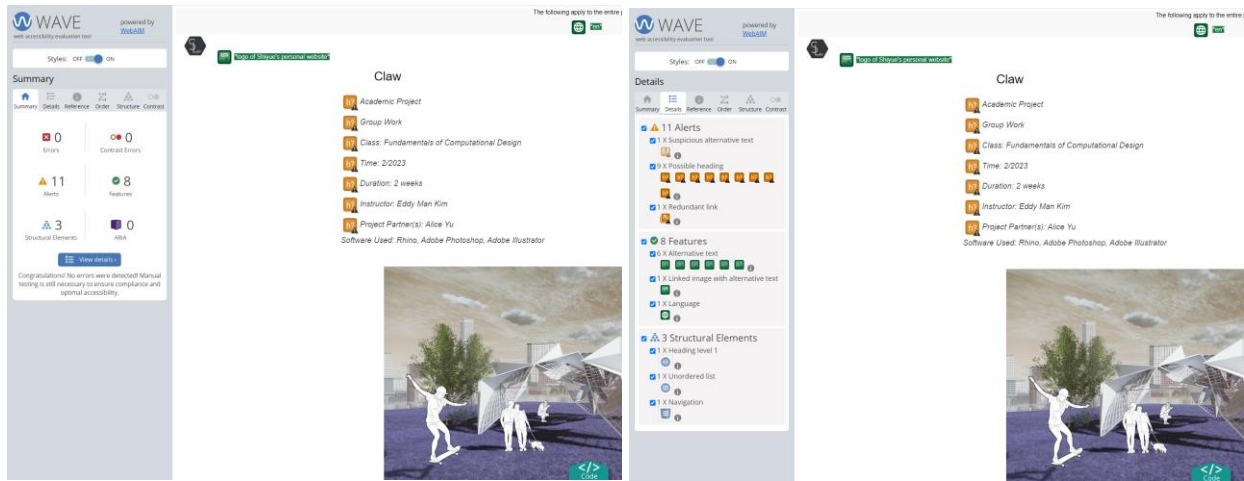 WAVE
web accessibility evaluation tool
powered by
WebAIM
Styles: OFF ON
Summary
Summary Details Reference Order Structure Contrast
0
Errors
0
Contrast Errors
11
Alerts
8
Features
3
Structural Elements
0
ARIA
View details ›
Congratulations! No errors were detected! Manual
testing is still necessary to ensure compliance and
optimal accessibility.
The following apply to the entire
"en"
"logo of Shiyue's personal website"
Claw
h? Academic Project
h? Group Work
h? Class: Fundamentals of Computational Design
h? Time: 2/2023
h? Duration: 2 weeks
h? Instructor: Eddy Man Kim
h? Project Partner(s): Alice Yu
Software Used: Rhino, Adobe Photoshop, Adobe Illustrator
</>
Code
WAVE
web accessibility evaluation tool
powered by
WebAIM
Styles: OFF ON
Details
Summary Details Reference Order Structure Contrast
11 Alerts
1 X Suspicious alternative text
9 X Possible heading
h? h? h? h? h? h? h? h?
h?
1 X Redundant link
8 Features
6 X Alternative text
1 X Linked image with alternative text
1 X Language
3 Structural Elements
1 X Heading level 1
1 X Unordered list
1 X Navigation
The following apply to the entire
"en"
"logo of Shiyue's personal website"
Claw
h? Academic Project
h? Group Work
h? Class: Fundamentals of Computational Design
h? Time: 2/2023
h? Duration: 2 weeks
h? Instructor: Eddy Man Kim
h? Project Partner(s): Alice Yu
Software Used: Rhino, Adobe Photoshop, Adobe Illustrator
</>
Code